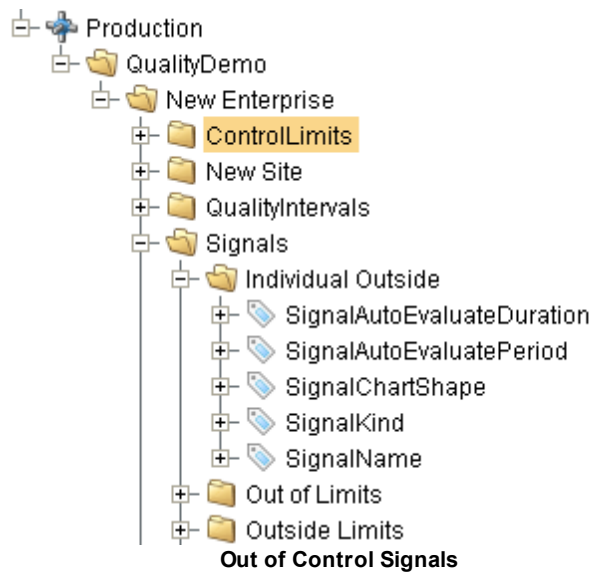 Production
QualityDemo
New Enterprise
ControlLimits
New Site
QualityIntervals
Signals
Individual Outside
SignalAutoEvaluateDuration
SignalAutoEvaluatePeriod
SignalChartShape
SignalKind
SignalName
Out of Limits
Outside Limits
Out of Control Signals